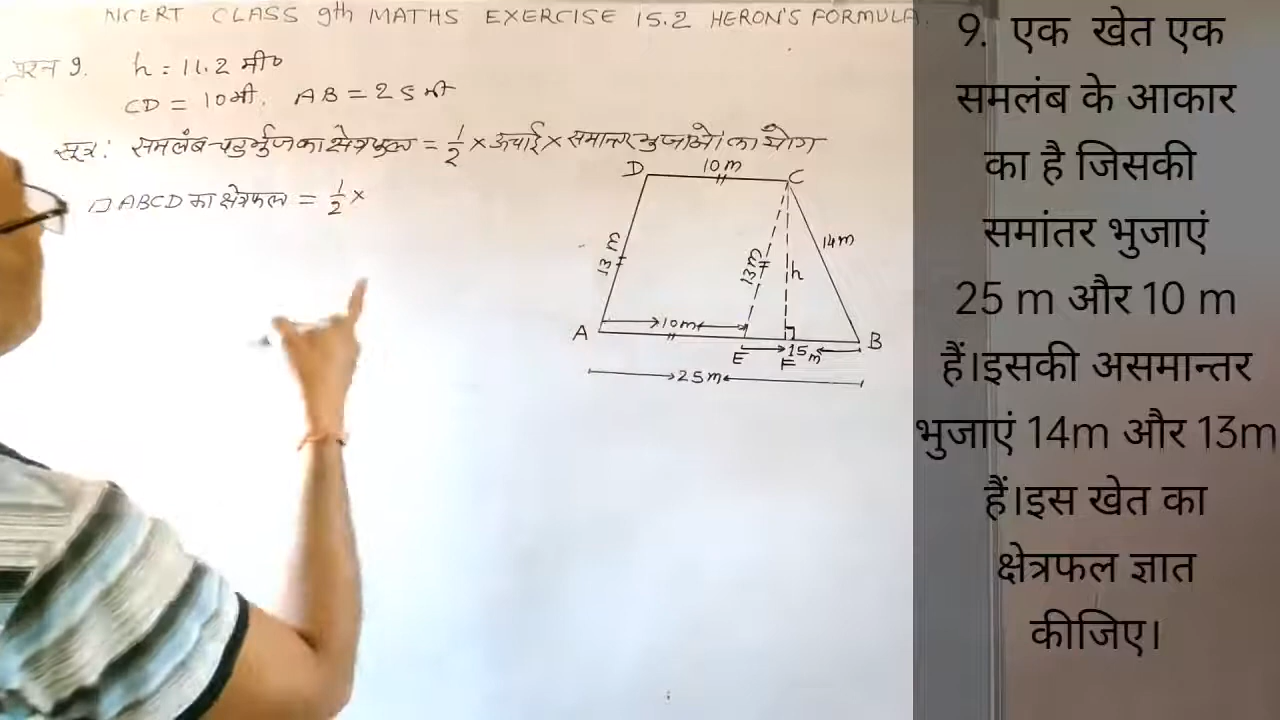 NCERT CLASS 9th MATHS EXERCISE 15.2 HERON'S FORMULA.
प्रश्न 9. h = 11.2 मी०
CD = 10मी. AB = 25 मी
सूत्र: समलंब चतुर्भुज का क्षेत्रफल = 1/2 × ऊचाई × समान्तर भुजाओं का योग
▱ABCD का क्षेत्रफल = 1/2 ×
D 10m C
13m 13m h 14m
A 10m B
E F 15m
25m
9. एक खेत एक
समलंब के आकार
का है जिसकी
समांतर भुजाएं
25 m और 10 m
हैं।इसकी असमान्तर
भुजाएं 14m और 13m
हैं।इस खेत का
क्षेत्रफल ज्ञात
कीजिए।